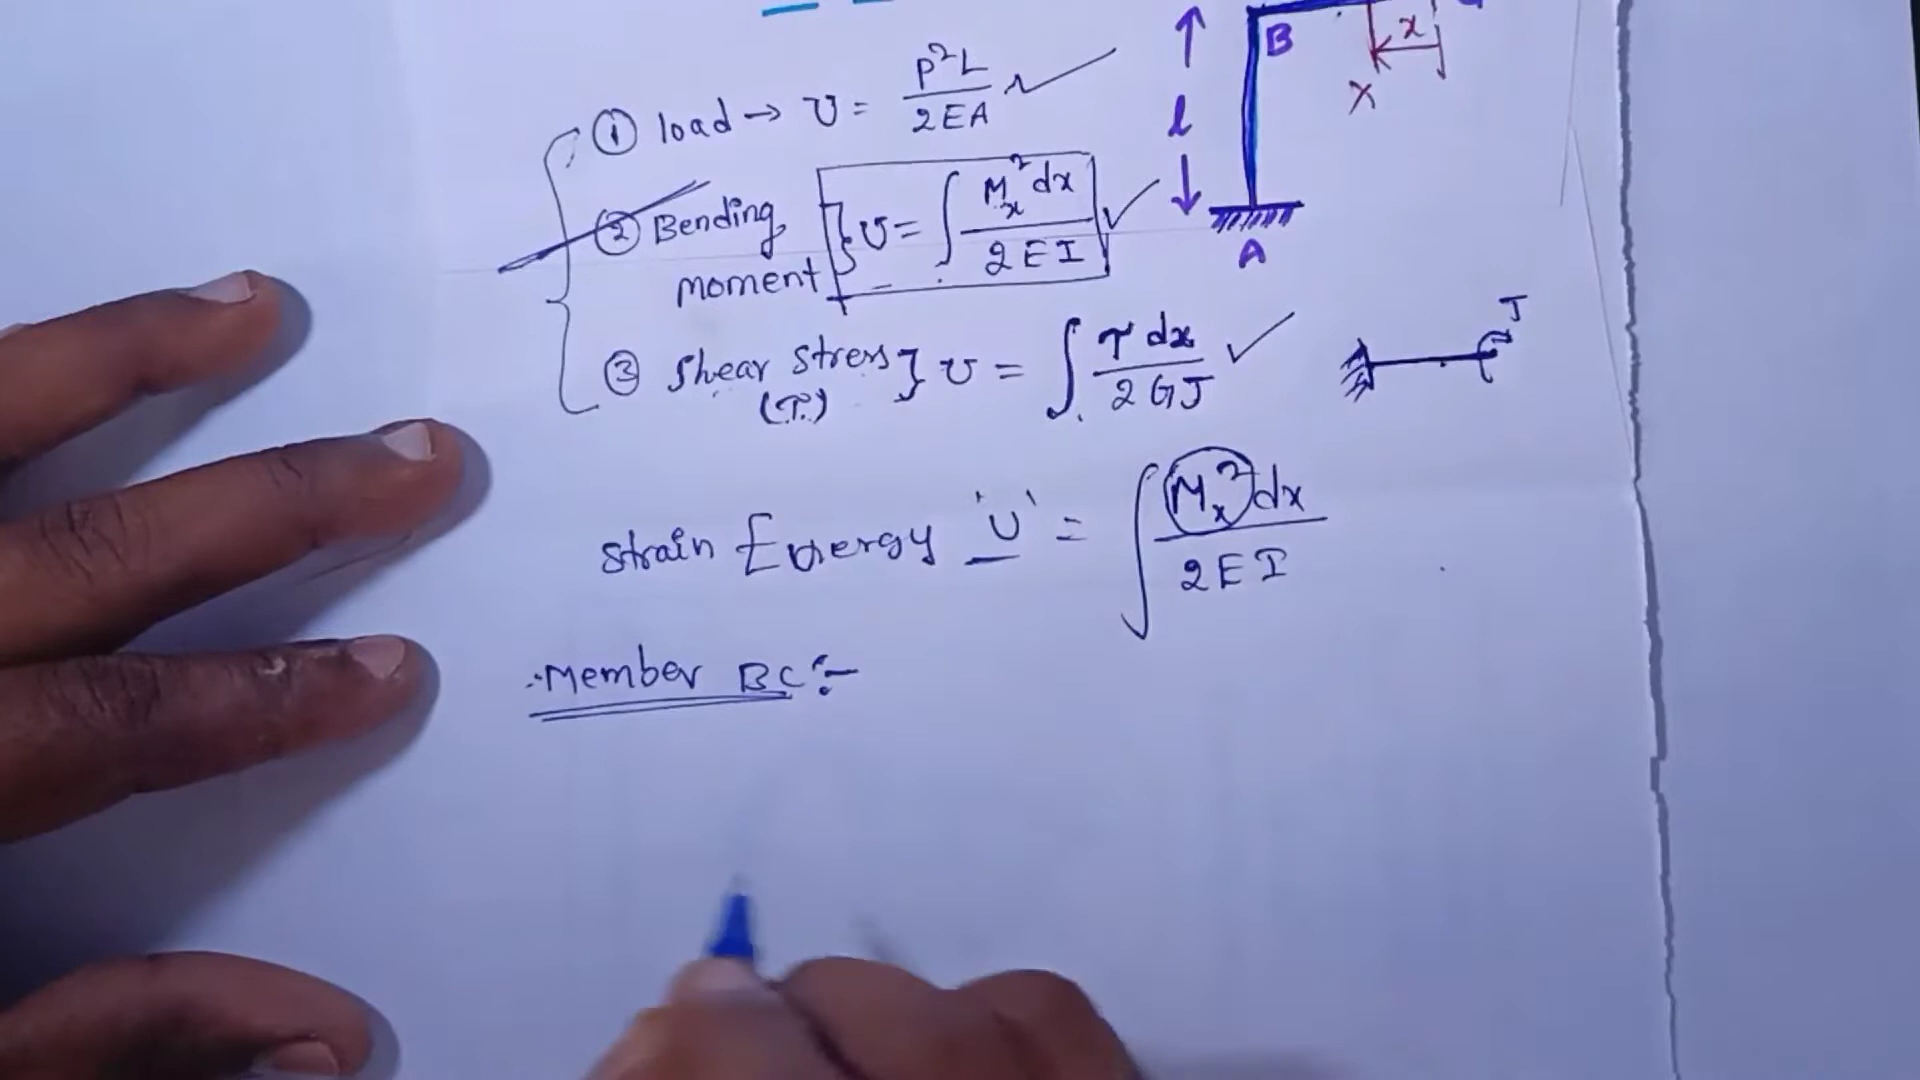 ① load → U = P²L / 2EA
② Bending moment } U = ∫ Mx² dx / 2EI
③ Shear stress } U = ∫ τ dx / 2GJ
(τ)
Strain Energy 'U' = ∫ Mx² dx / 2EI
Member BC :-
B
x
X
l
A
J